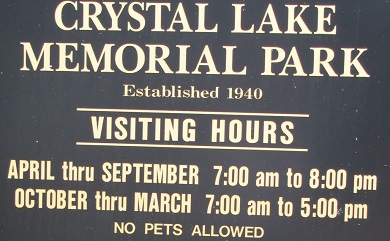 CRYSTAL LAKE
MEMORIAL PARK
Established 1940
VISITING HOURS
APRIL thru SEPTEMBER 7:00 am to 8:00 pm
OCTOBER thru MARCH 7:00 am to 5:00 pm
NO PETS ALLOWED